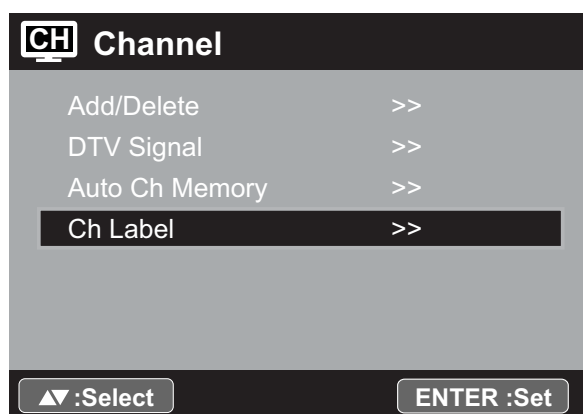 CH Channel
Add/Delete >>
DTV Signal >>
Auto Ch Memory >>
Ch Label >>
▲▼ :Select ENTER :Set